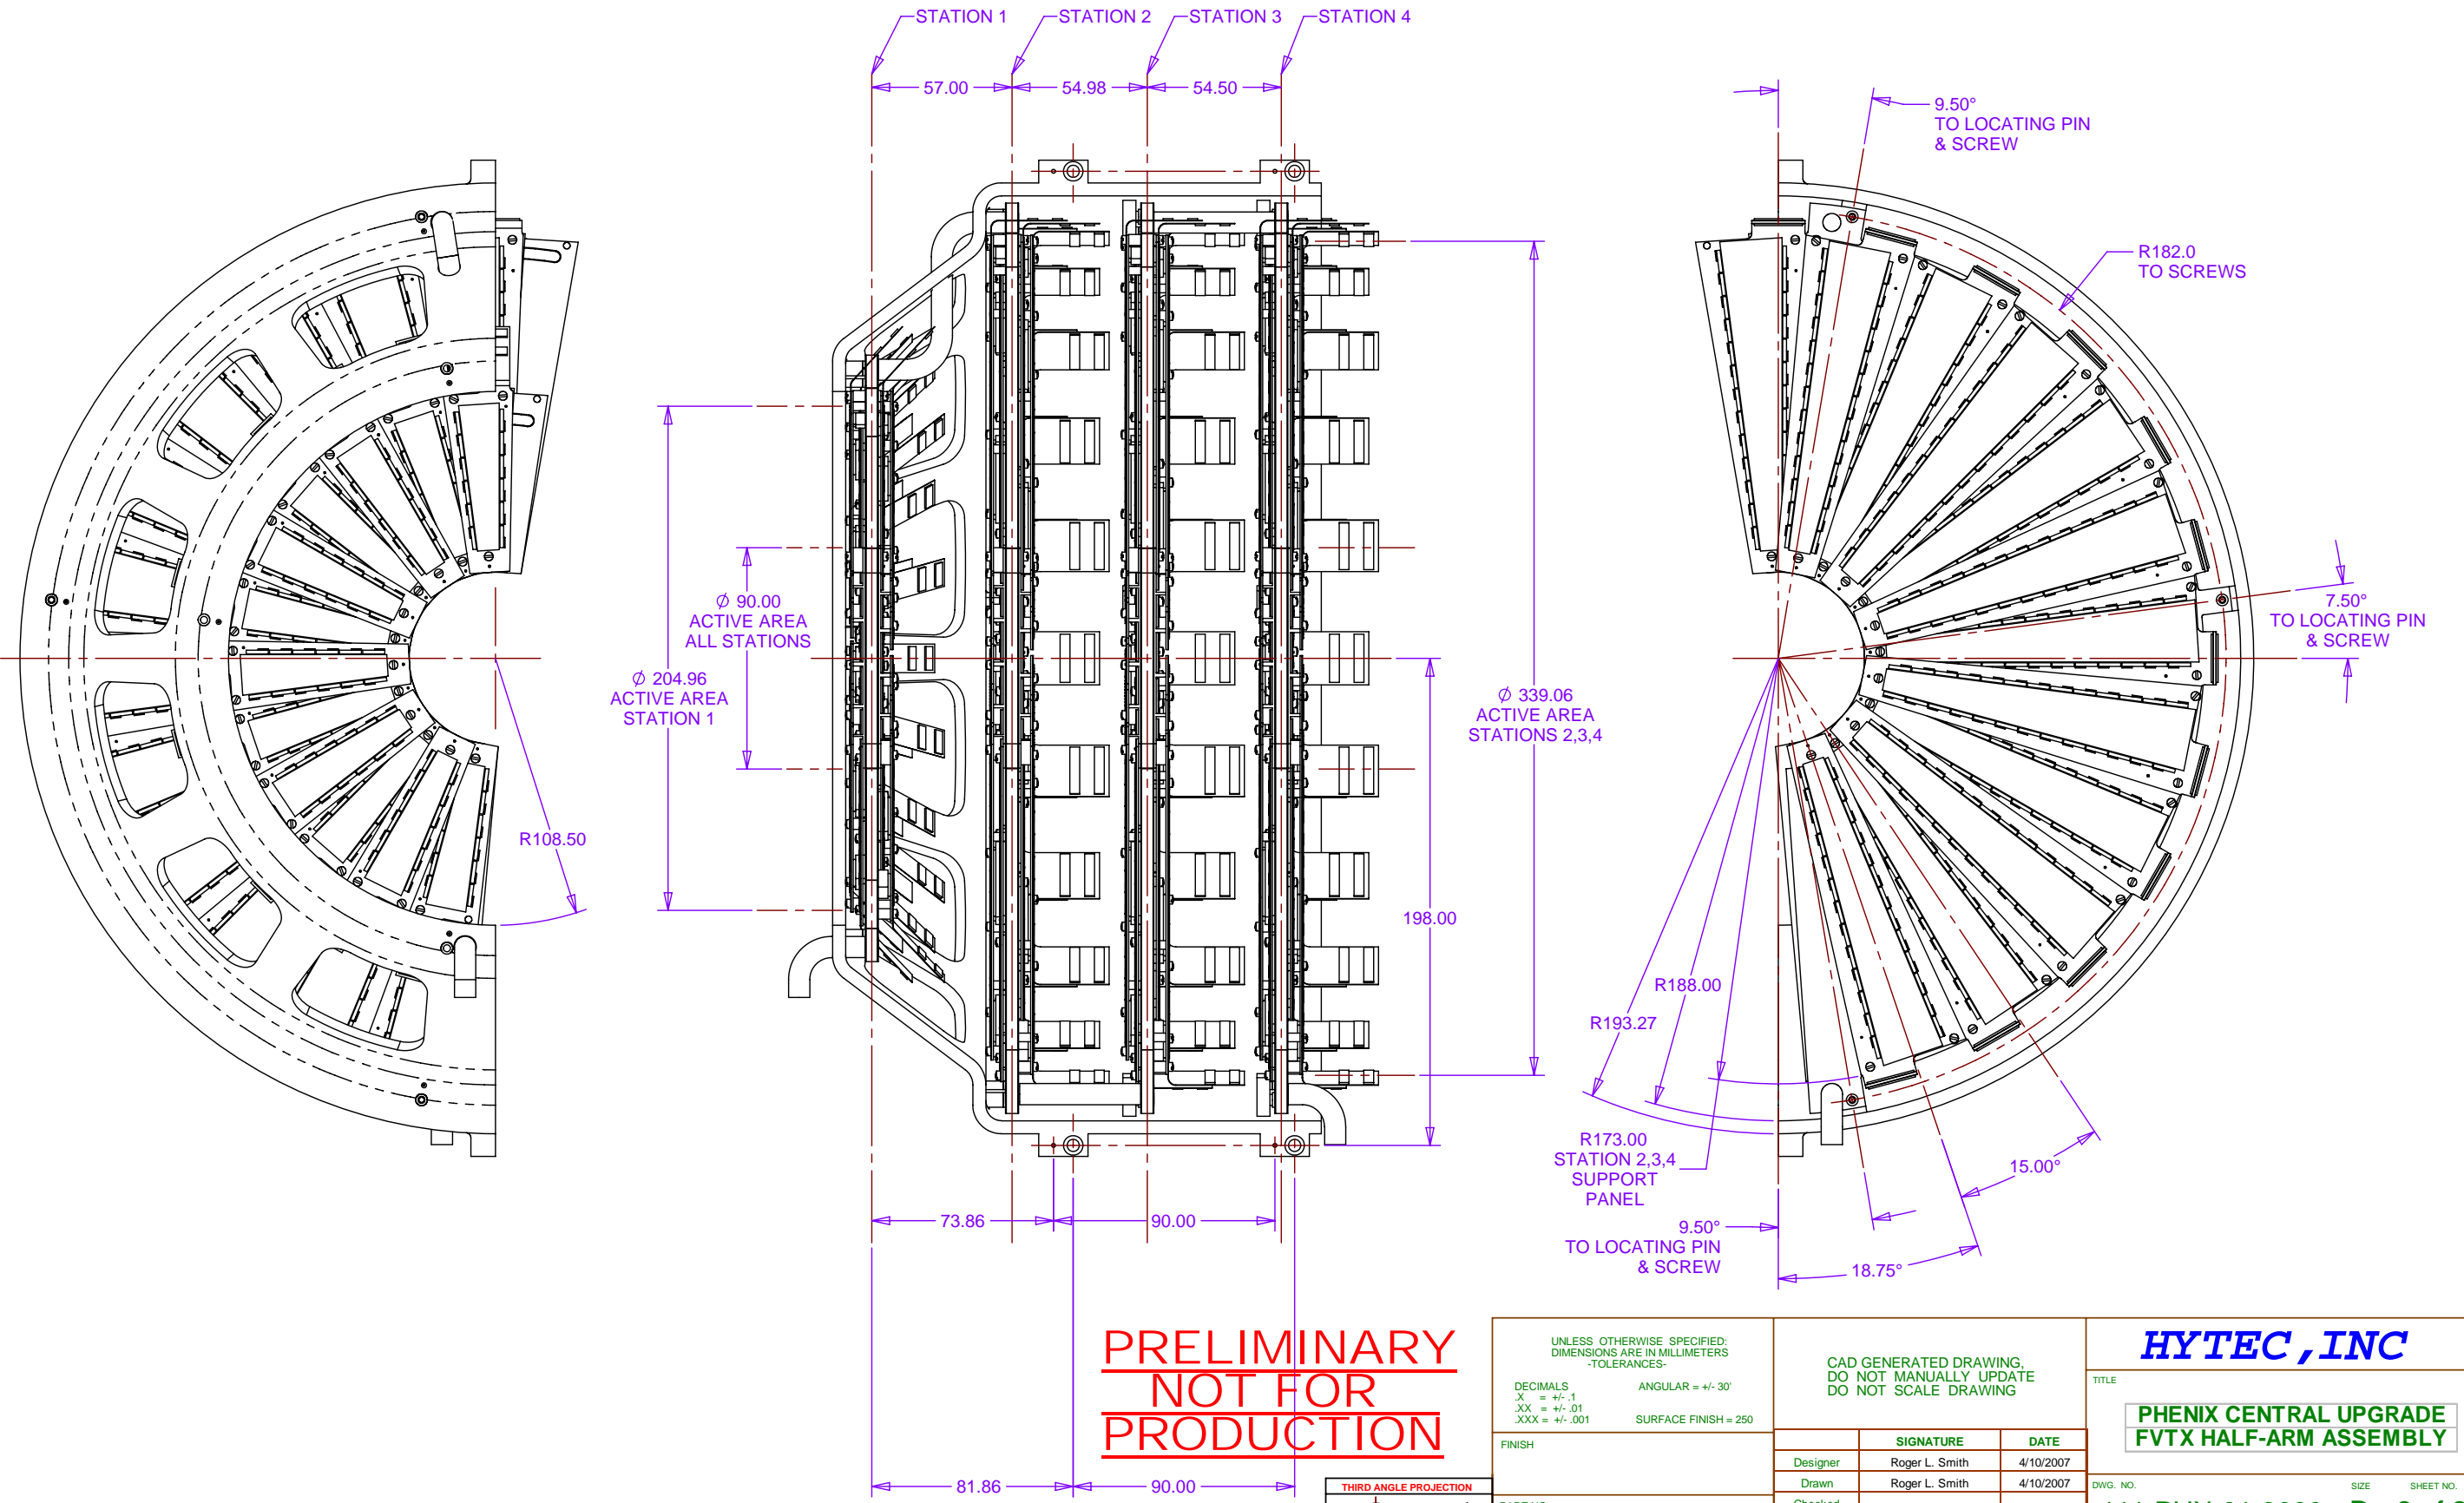 STATION 1
STATION 2
STATION 3
STATION 4
57.00
54.98
54.50
9.50°
TO LOCATING PIN
& SCREW
R182.0
TO SCREWS
7.50°
TO LOCATING PIN
& SCREW
Ø 90.00
ACTIVE AREA
ALL STATIONS
Ø 204.96
ACTIVE AREA
STATION 1
Ø 339.06
ACTIVE AREA
STATIONS 2,3,4
R108.50
198.00
R188.00
R193.27
R173.00
STATION 2,3,4
SUPPORT
PANEL
15.00°
73.86
90.00
9.50°
TO LOCATING PIN
& SCREW
18.75°
81.86
90.00
PRELIMINARY
NOT FOR
PRODUCTION
THIRD ANGLE PROJECTION
UNLESS OTHERWISE SPECIFIED:
DIMENSIONS ARE IN MILLIMETERS
-TOLERANCES-
DECIMALS
ANGULAR = +/- 30'
.X = +/- .1
.XX = +/- .01
.XXX = +/- .001
SURFACE FINISH = 250
FINISH
CAD GENERATED DRAWING,
DO NOT MANUALLY UPDATE
DO NOT SCALE DRAWING
SIGNATURE
DATE
Designer
Roger L. Smith
4/10/2007
Drawn
Roger L. Smith
4/10/2007
HYTEC,INC
TITLE
PHENIX CENTRAL UPGRADE
FVTX HALF-ARM ASSEMBLY
DWG. NO.
SIZE
SHEET NO.